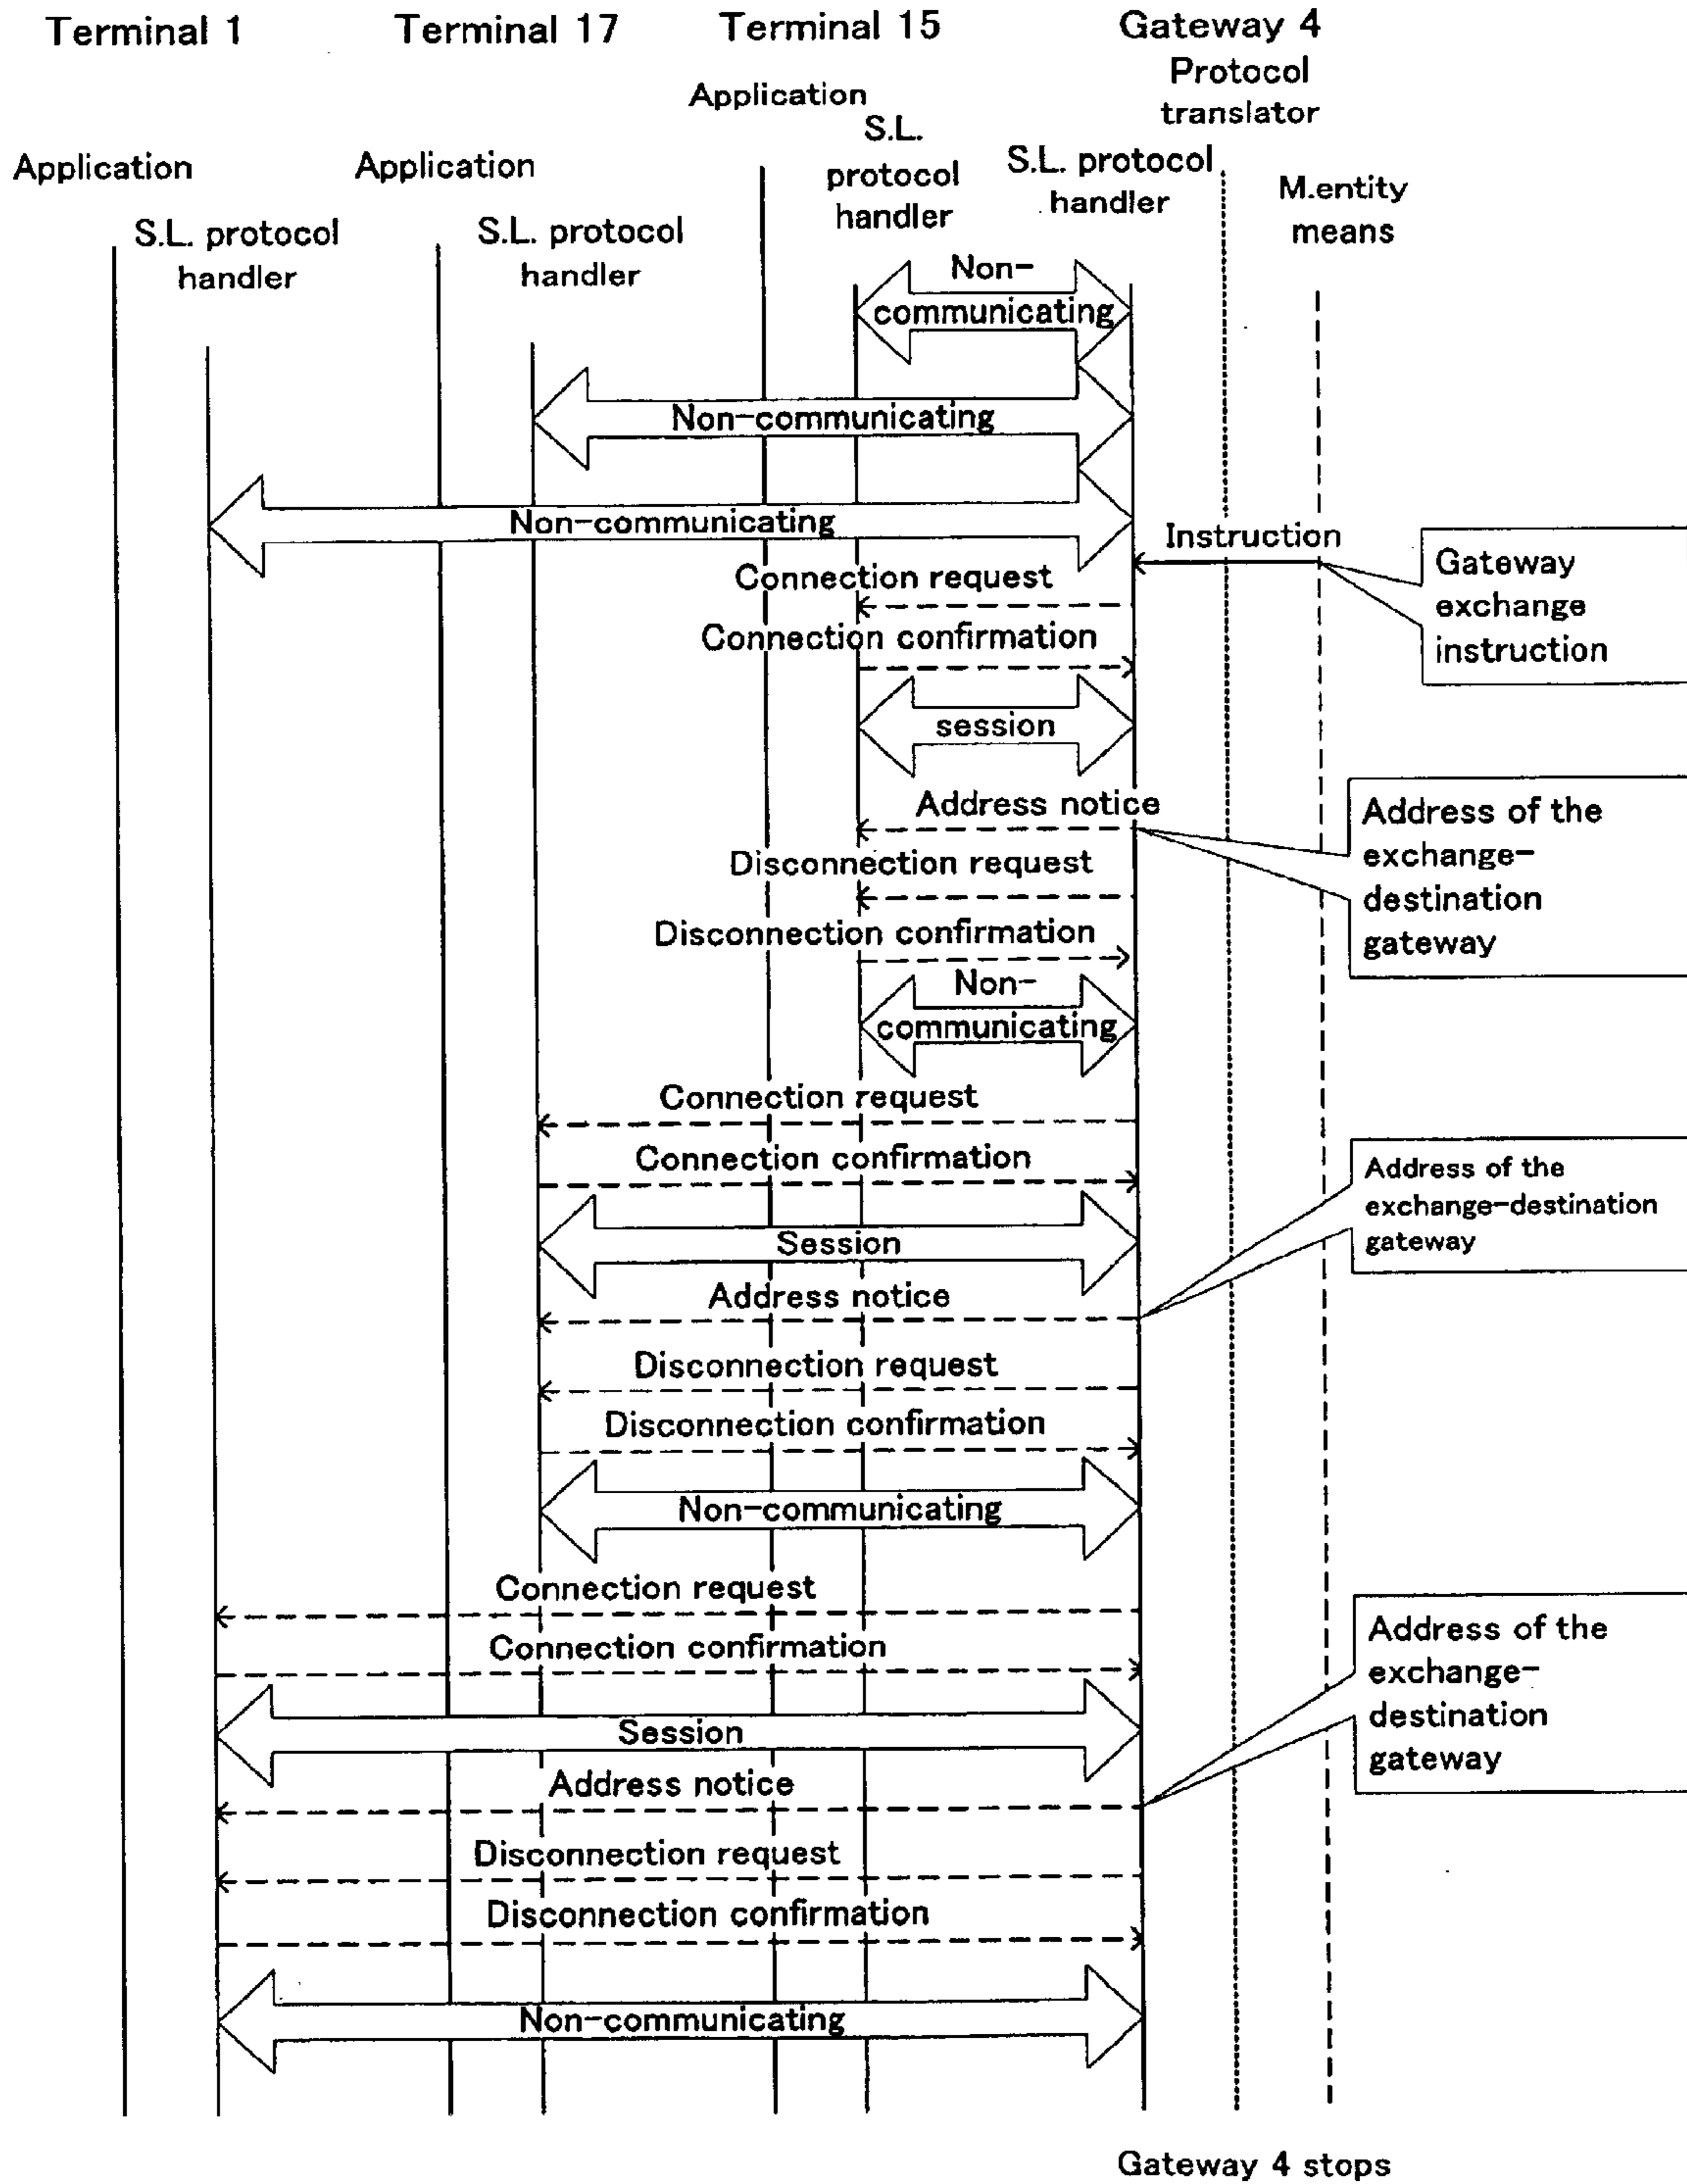 Terminal 1
Terminal 17
Terminal 15
Gateway 4
Protocol
translator
Application
S.L.
protocol
handler
S.L. protocol
handler
M.entity
means
Application
S.L. protocol
handler
Application
S.L. protocol
handler
Non-
communicating
Non-communicating
Non-communicating
Instruction
Gateway
exchange
instruction
Connection request
Connection confirmation
session
Address notice
Address of the
exchange-
destination
gateway
Disconnection request
Disconnection confirmation
Non-
communicating
Connection request
Connection confirmation
Address of the
exchange-destination
gateway
Session
Address notice
Disconnection request
Disconnection confirmation
Non-communicating
Connection request
Connection confirmation
Address of the
exchange-
destination
gateway
Session
Address notice
Disconnection request
Disconnection confirmation
Non-communicating
Gateway 4 stops